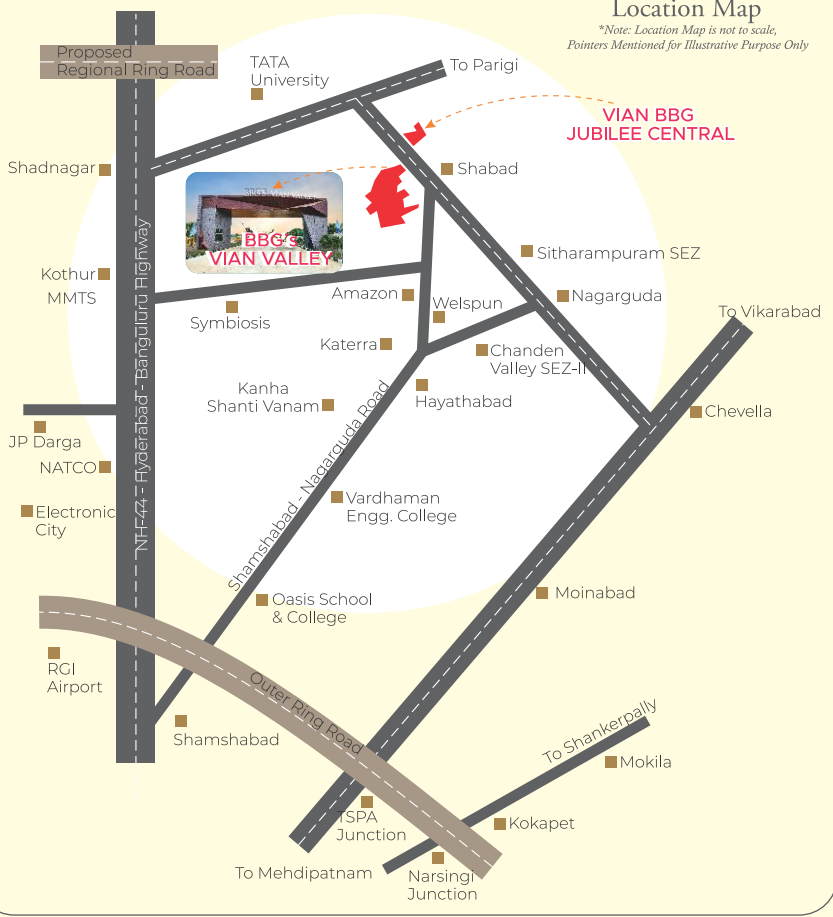 Location Map
*Note: Location Map is not to scale,
Pointers Mentioned for Illustrative Purpose Only
Proposed
Regional Ring Road
TATA
University
To Parigi
VIAN BBG
JUBILEE CENTRAL
Shadnagar
Shabad
BBG's
VIAN VALLEY
Sitharampuram SEZ
Kothur
MMTS
Amazon
Nagarguda
Welspun
To Vikarabad
Symbiosis
Katerra
Chanden
Valley SEZ-II
Kanha
Shanti Vanam
Hayathabad
Chevella
NH-44 - Hyderabad - Banguluru Highway
JP Darga
NATCO
Shamshabad - Nagarguda Road
Electronic
City
Vardhaman
Engg. College
Moinabad
Oasis School
& College
RGI
Airport
Outer Ring Road
Shamshabad
To Shankerpally
Mokila
TSPA
Junction
Kokapet
To Mehdipatnam
Narsingi
Junction